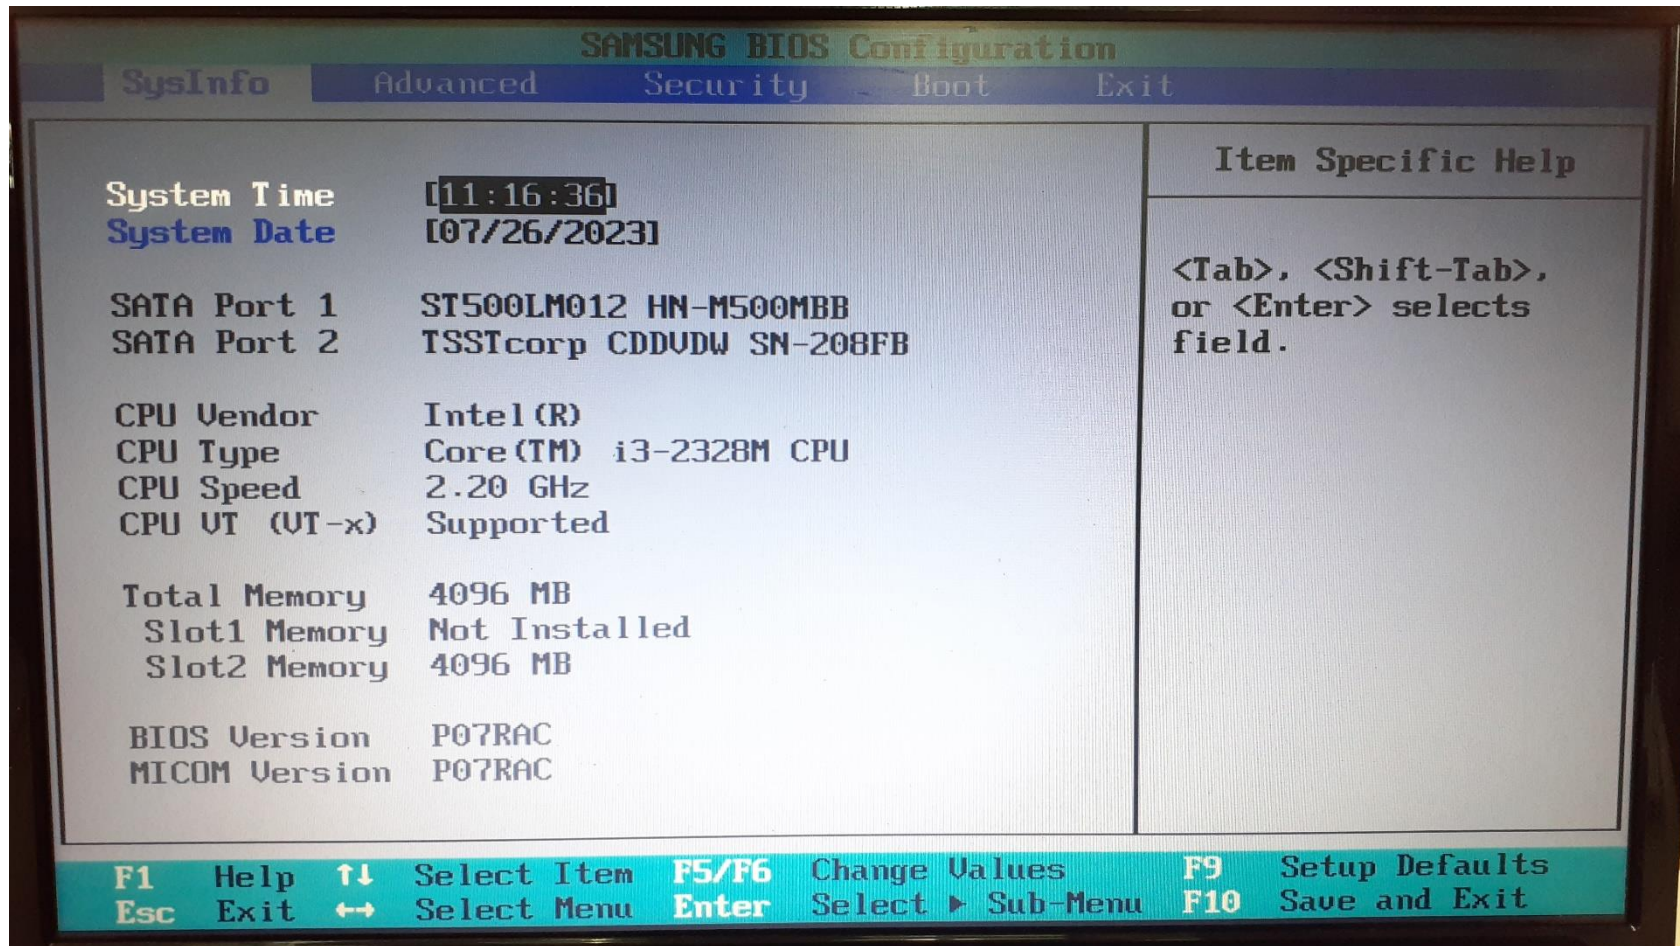 SAMSUNG BIOS Configuration
SysInfo Advanced Security Boot Exit
Item Specific Help
System Time [11:16:36]
System Date [07/26/2023]
<Tab>, <Shift-Tab>,
or <Enter> selects
field.
SATA Port 1 ST500LM012 HN-M500MBB
SATA Port 2 TSSTcorp CDDVDW SN-208FB
CPU Vendor Intel(R)
CPU Type Core(TM) i3-2328M CPU
CPU Speed 2.20 GHz
CPU VT (VT-x) Supported
Total Memory 4096 MB
Slot1 Memory Not Installed
Slot2 Memory 4096 MB
BIOS Version P07RAC
MICOM Version P07RAC
F1 Help ↑↓ Select Item F5/F6 Change Values F9 Setup Defaults
Esc Exit ↔ Select Menu Enter Select ▶ Sub-Menu F10 Save and Exit